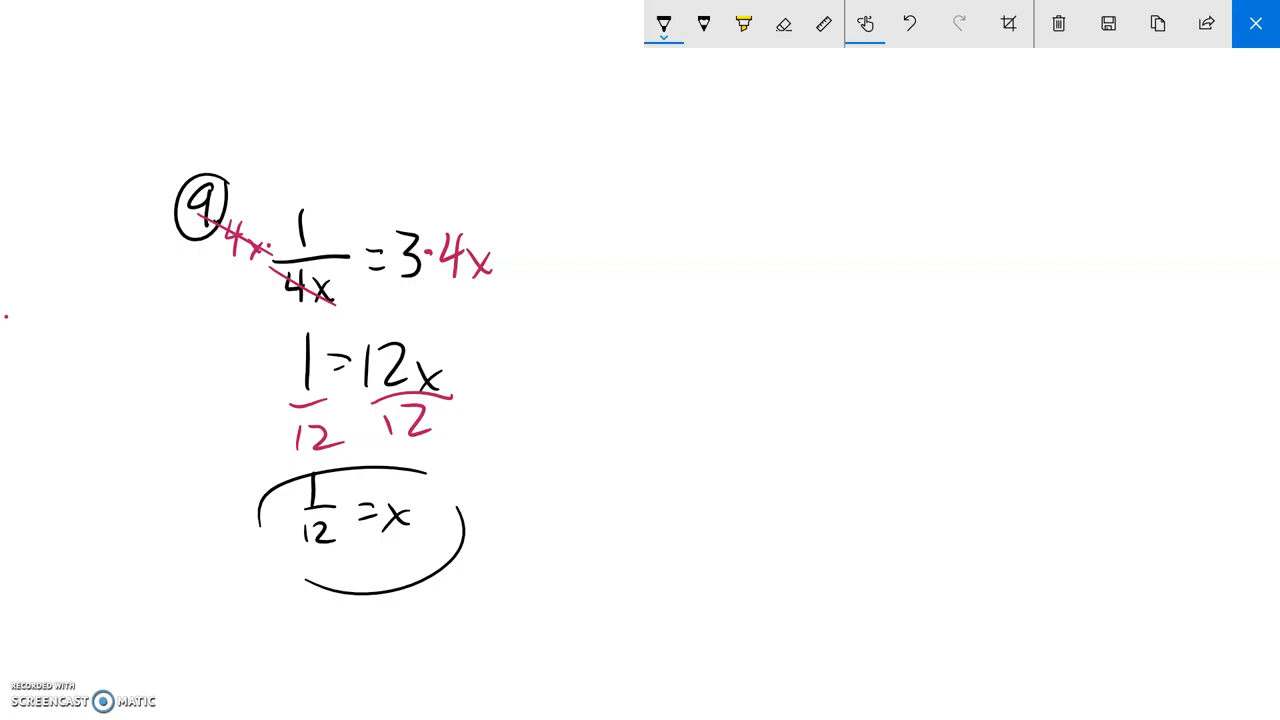 9
4x · 1/4x = 3 · 4x
1 = 12x
12 12
1/12 = x
RECORDED WITH
SCREENCAST MATIC